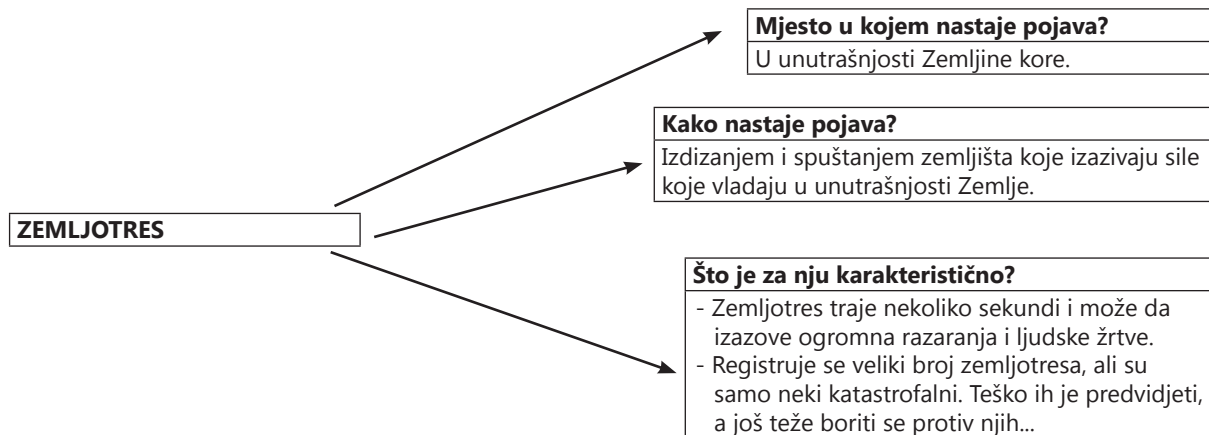 Mjesto u kojem nastaje pojava?
U unutrašnjosti Zemljine kore.
Kako nastaje pojava?
Izdizanjem i spuštanjem zemljišta koje izazivaju sile
koje vladaju u unutrašnjosti Zemlje.
ZEMLJOTRES
Što je za nju karakteristično?
- Zemljotres traje nekoliko sekundi i može da
izazove ogromna razaranja i ljudske žrtve.
- Registruje se veliki broj zemljotresa, ali su
samo neki katastrofalni. Teško ih je predvidjeti,
a još teže boriti se protiv njih...